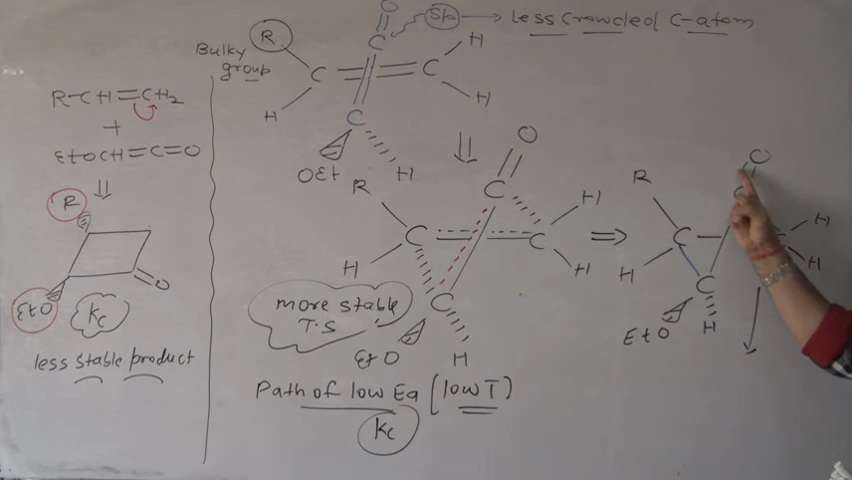 R-CH=CH2
+
EtOCH=C=O
⇓
R
EtO
O
Kc
less stable product
Bulky
group
R
O
C
Sp → less crowded C-atom
C = C
H
H
H
C
OEt
H
⇓
O
C
R
C
C
H
H
H
C
EtO
H
more stable
T.S
Path of low Ea (low T)
Kc
⇒
O
R
C
H
C
H
H
EtO
H